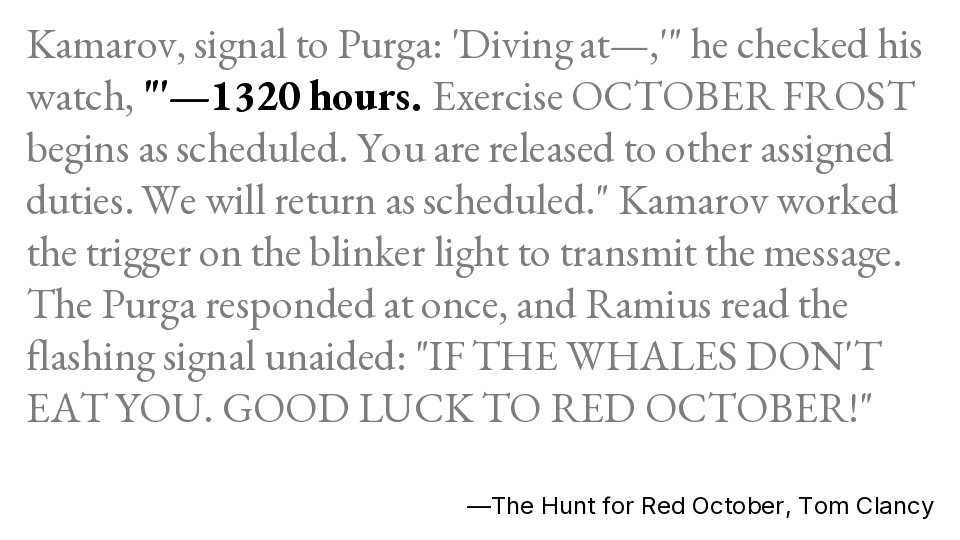 Kamarov, signal to Purga: 'Diving at—,'" he checked his
watch, "'—1320 hours. Exercise OCTOBER FROST
begins as scheduled. You are released to other assigned
duties. We will return as scheduled." Kamarov worked
the trigger on the blinker light to transmit the message.
The Purga responded at once, and Ramius read the
flashing signal unaided: "IF THE WHALES DON'T
EAT YOU. GOOD LUCK TO RED OCTOBER!"
—The Hunt for Red October, Tom Clancy